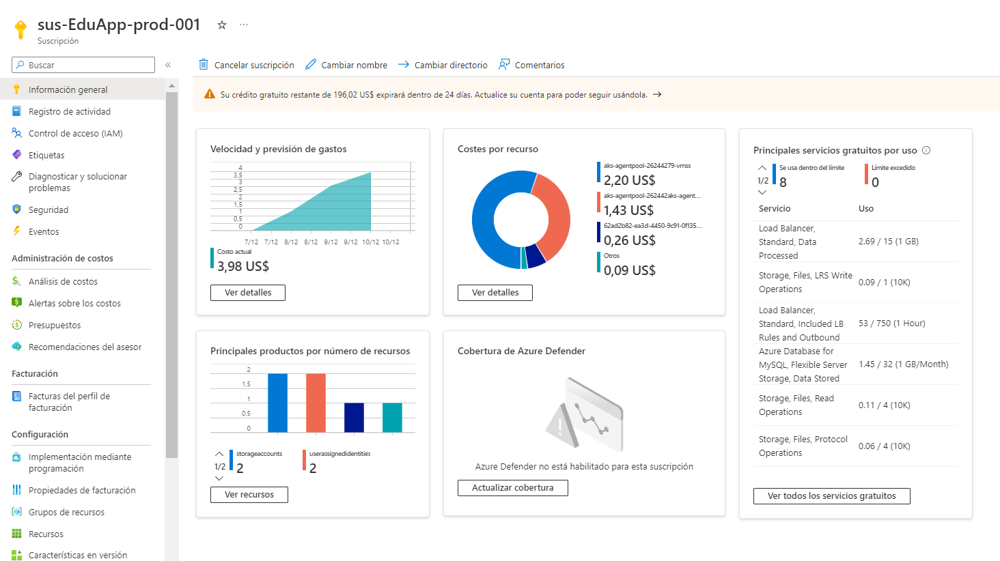 sus-EduApp-prod-001
Suscripción
Buscar
Información general
Registro de actividad
Control de acceso (IAM)
Etiquetas
Diagnosticar y solucionar
problemas
Seguridad
Eventos
Administración de costos
Análisis de costos
Alertas sobre los costos
Presupuestos
Recomendaciones del asesor
Facturación
Facturas del perfil de
facturación
Configuración
Implementación mediante
programación
Propiedades de facturación
Grupos de recursos
Recursos
Características en versión
Cancelar suscripción
Cambiar nombre
Cambiar directorio
Comentarios
Su crédito gratuito restante de 196,02 US$ expirará dentro de 24 días. Actualice su cuenta para poder seguir usándola.
Velocidad y previsión de gastos
4
3,5
3
2,5
2
1,5
1
0,5
0
7/12 7/12 8/12 8/12 9/12 9/12 10/12 10/12
Costo actual
3,98 US$
Ver detalles
Costes por recurso
aks-agentpool-26244279-vmss
2,20 US$
aks-agentpool-262442aks-agent...
1,43 US$
62ad2b82-ea3d-4450-9c91-0f135...
0,26 US$
Otros
0,09 US$
Ver detalles
Principales servicios gratuitos por uso
1/2
Se usa dentro del límite
8
Límite excedido
0
Servicio Uso
Load Balancer,
Standard, Data
Processed
2.69 / 15 (1 GB)
Storage, Files, LRS Write
Operations
0.09 / 1 (10K)
Load Balancer,
Standard, Included LB
Rules and Outbound
53 / 750 (1 Hour)
Azure Database for
MySQL, Flexible Server
Storage, Data Stored
1.45 / 32 (1 GB/Month)
Storage, Files, Read
Operations
0.11 / 4 (10K)
Storage, Files, Protocol
Operations
0.06 / 4 (10K)
Ver todos los servicios gratuitos
Principales productos por número de recursos
2
1,5
1
0,5
0
1/2
storageaccounts
2
userassignedidentities
2
Ver recursos
Cobertura de Azure Defender
Azure Defender no está habilitado para esta suscripción
Actualizar cobertura